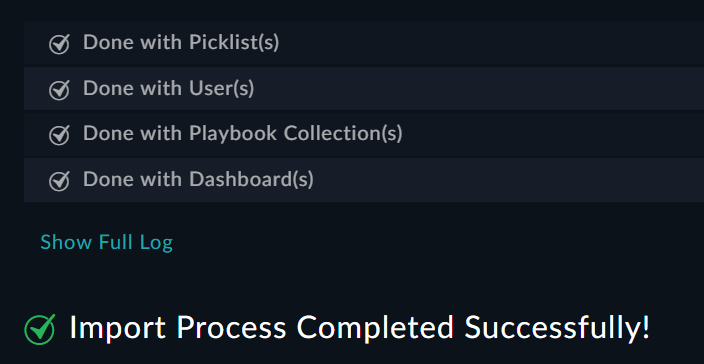 Done with Picklist(s)
Done with User(s)
Done with Playbook Collection(s)
Done with Dashboard(s)
Show Full Log
Import Process Completed Successfully!